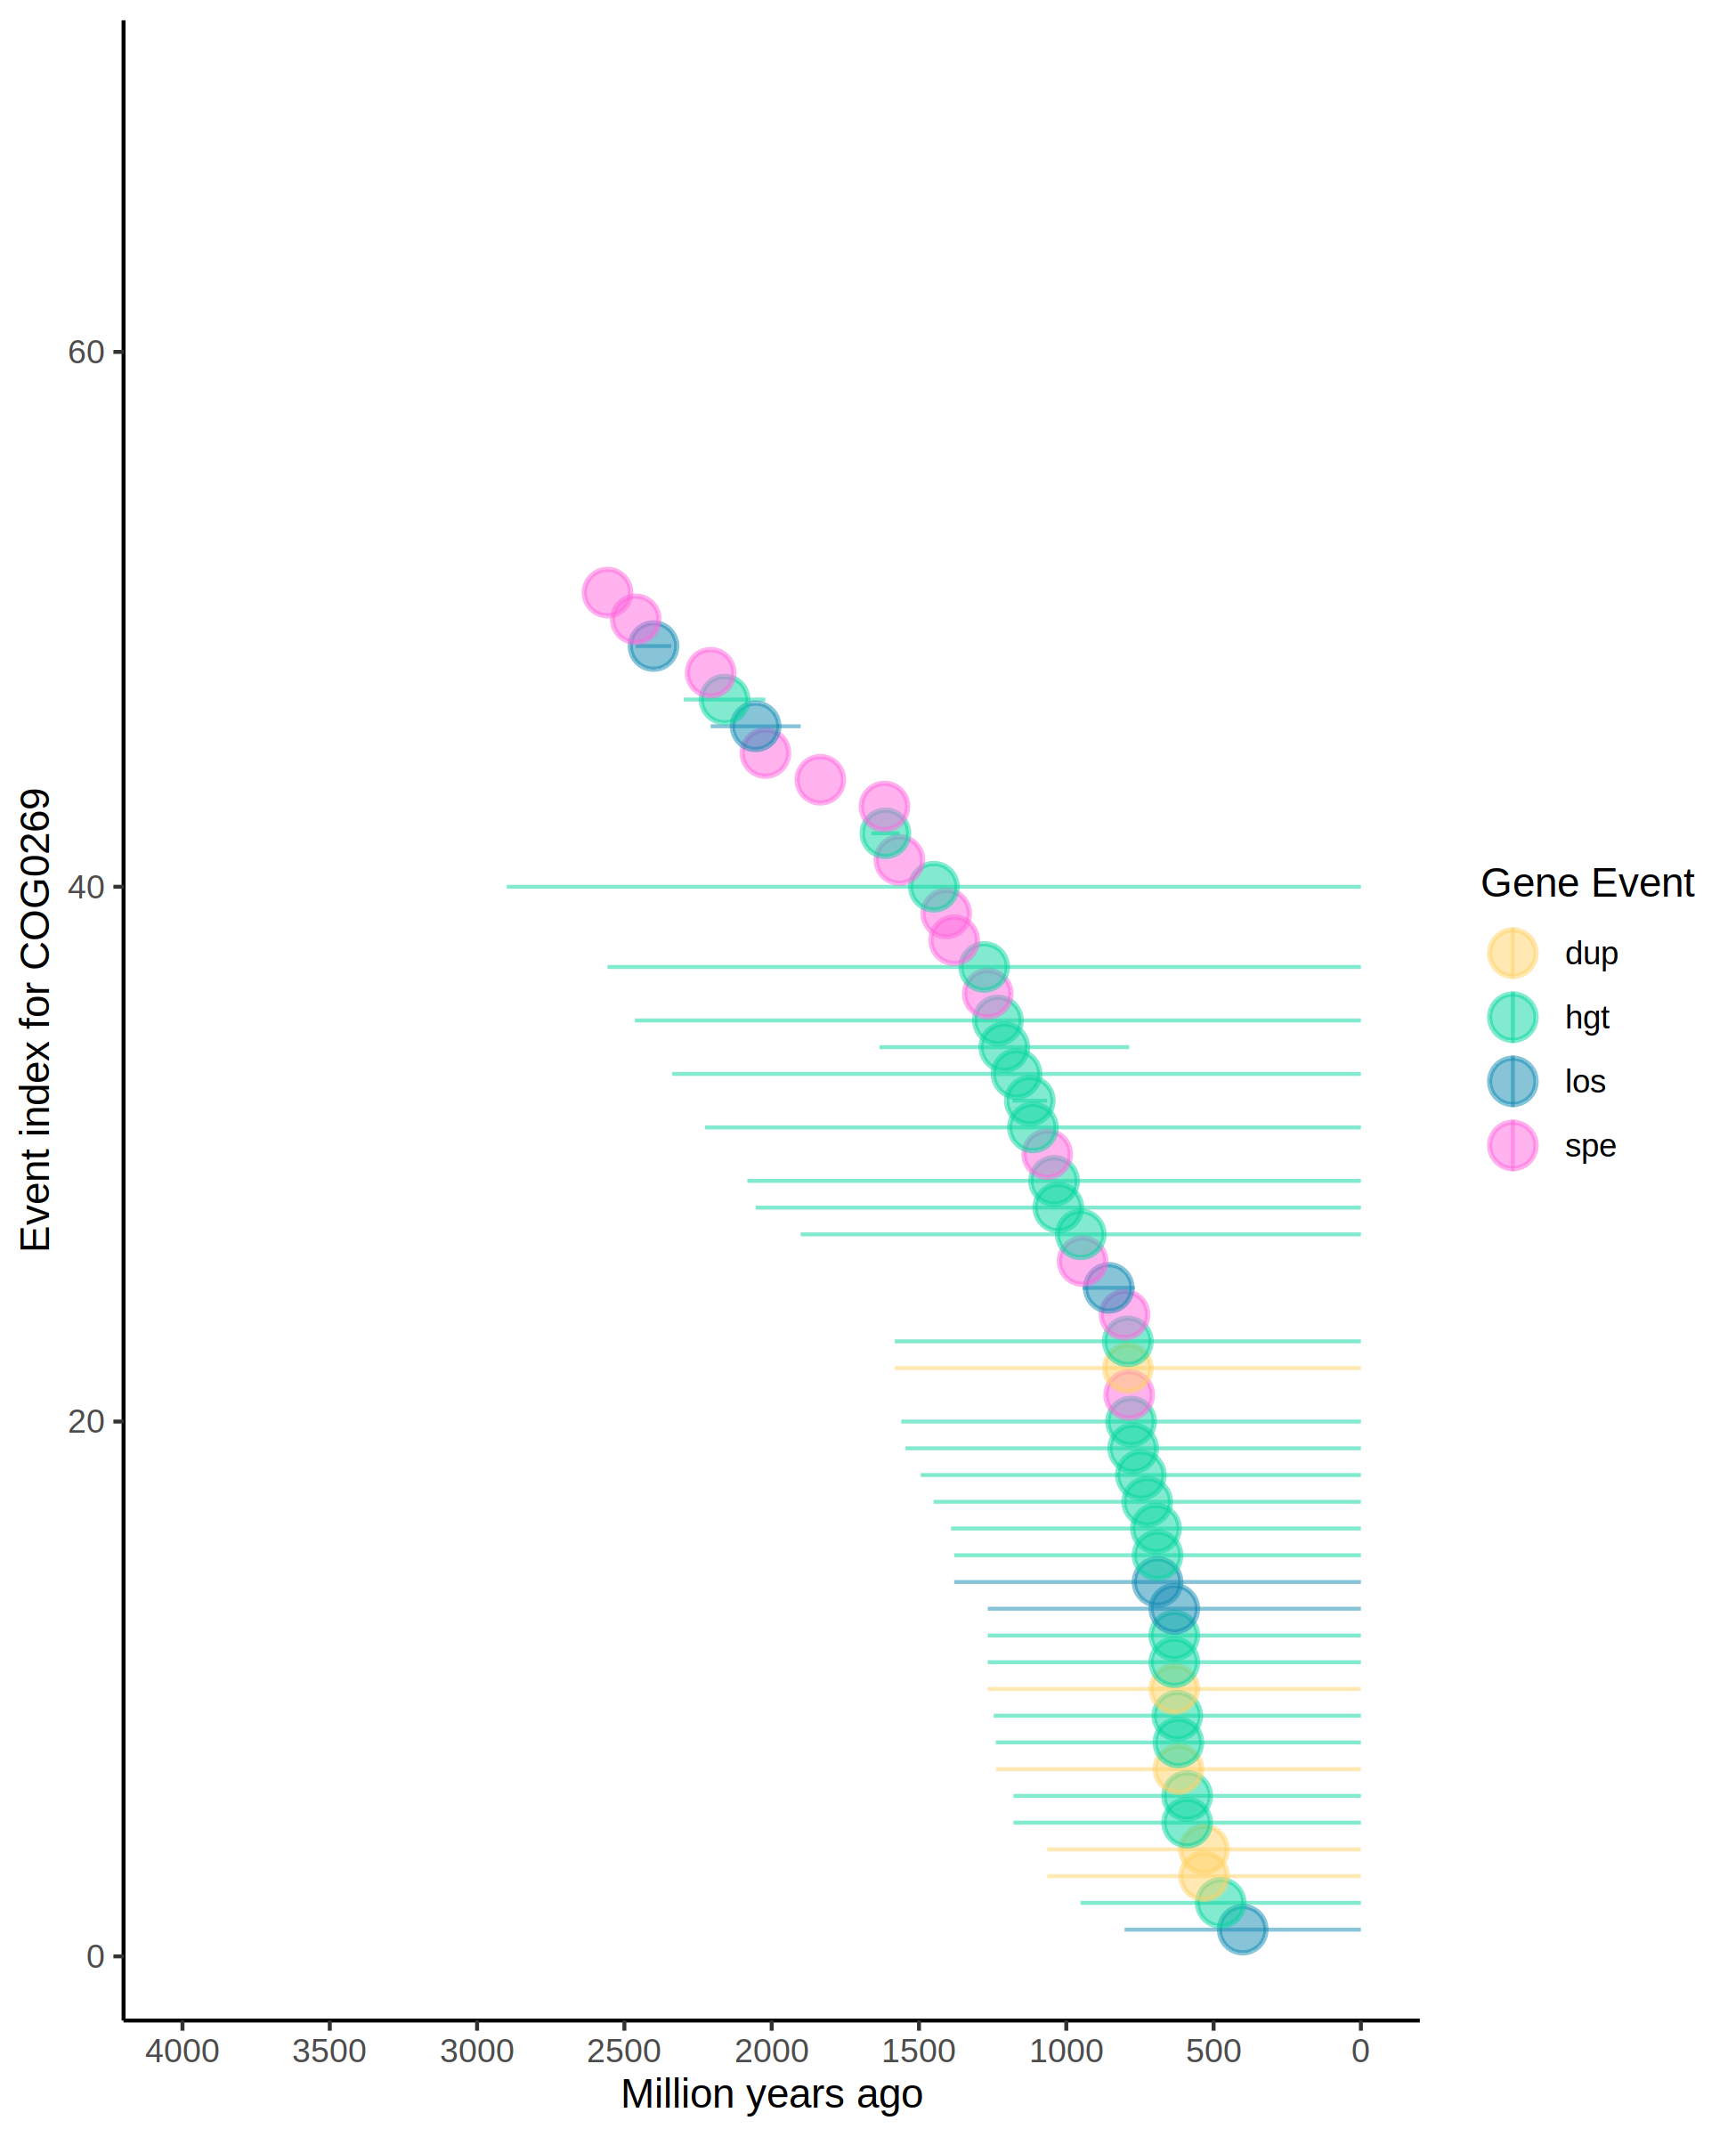 60
40
20
0
Event index for COG0269
4000 3500 3000 2500 2000 1500 1000 500 0
Million years ago
Gene Event
dup
hgt
los
spe